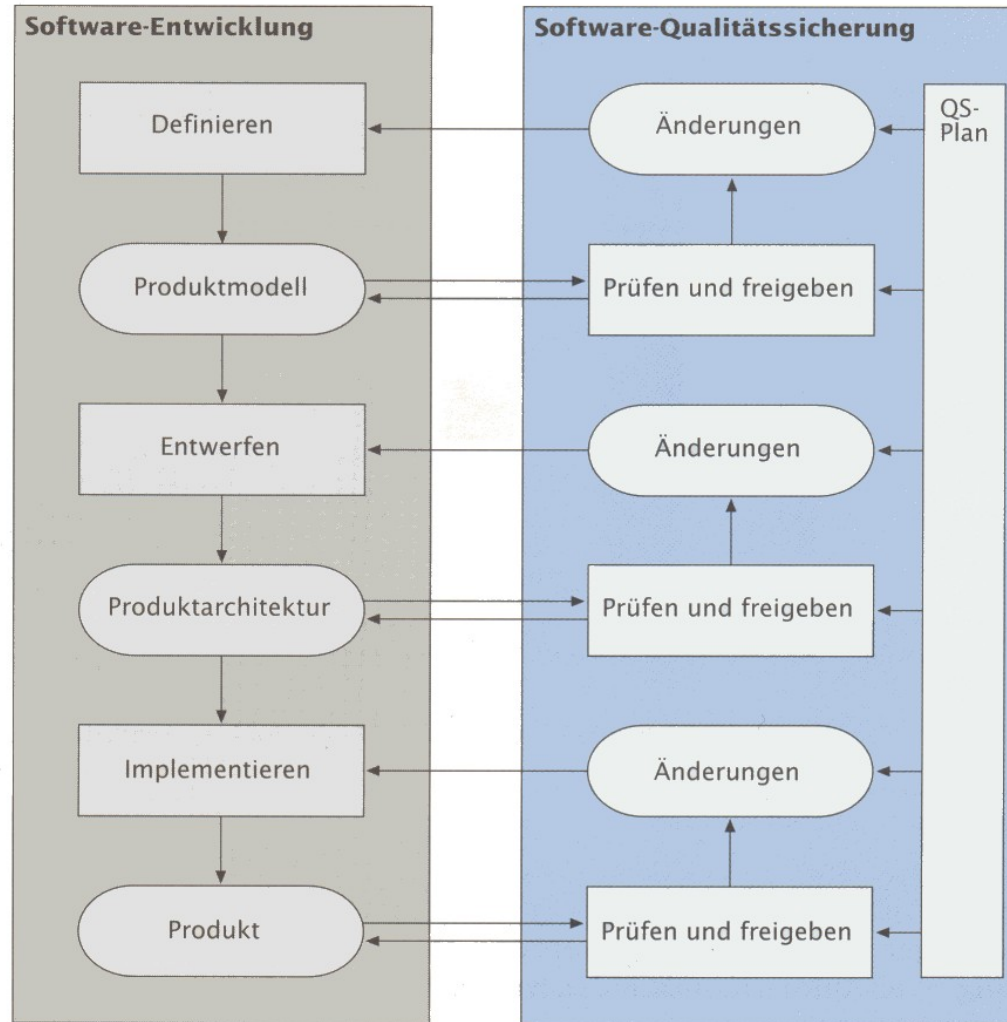 Software-Entwicklung
Software-Qualitätssicherung
Definieren
Änderungen
QS-
Plan
Produktmodell
Prüfen und freigeben
Entwerfen
Änderungen
Produktarchitektur
Prüfen und freigeben
Implementieren
Änderungen
Produkt
Prüfen und freigeben